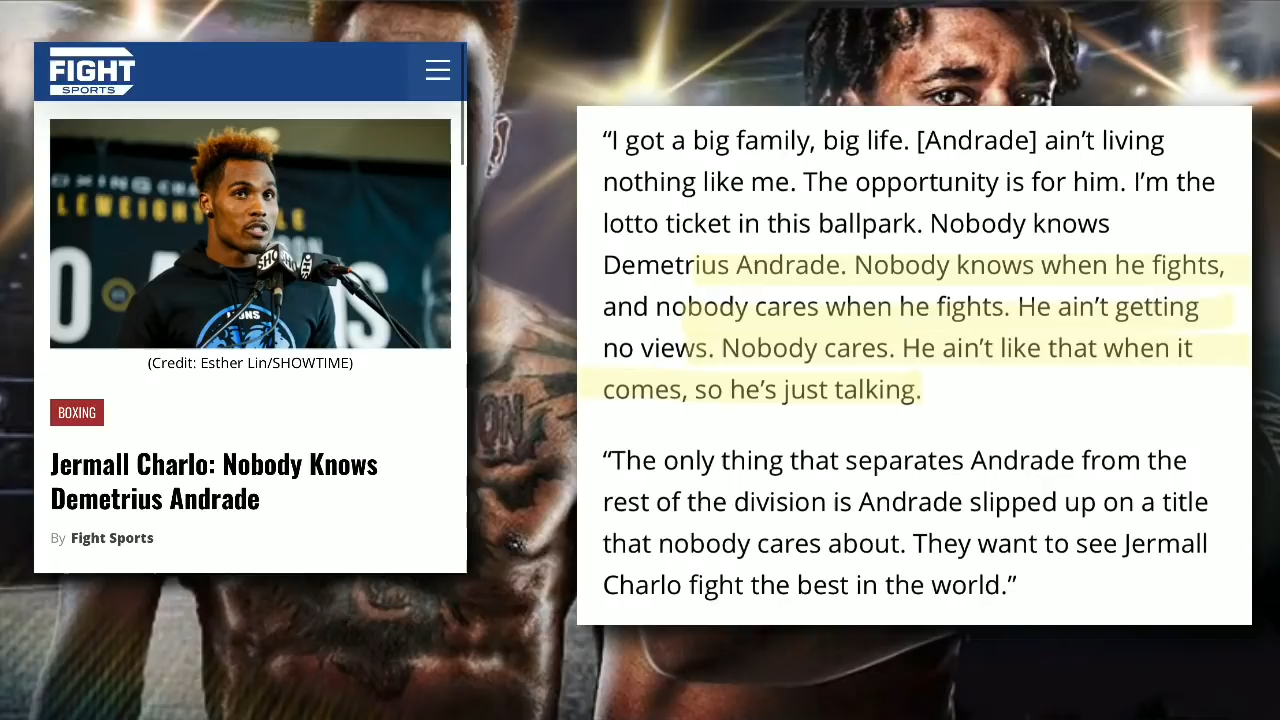 FIGHT
SPORTS
OXING CHA
LEWEIGHT
SHO
IONS
(Credit: Esther Lin/SHOWTIME)
BOXING
Jermall Charlo: Nobody Knows
Demetrius Andrade
By Fight Sports
“I got a big family, big life. [Andrade] ain’t living
nothing like me. The opportunity is for him. I’m the
lotto ticket in this ballpark. Nobody knows
Demetrius Andrade. Nobody knows when he fights,
and nobody cares when he fights. He ain’t getting
no views. Nobody cares. He ain’t like that when it
comes, so he’s just talking.
“The only thing that separates Andrade from the
rest of the division is Andrade slipped up on a title
that nobody cares about. They want to see Jermall
Charlo fight the best in the world.”